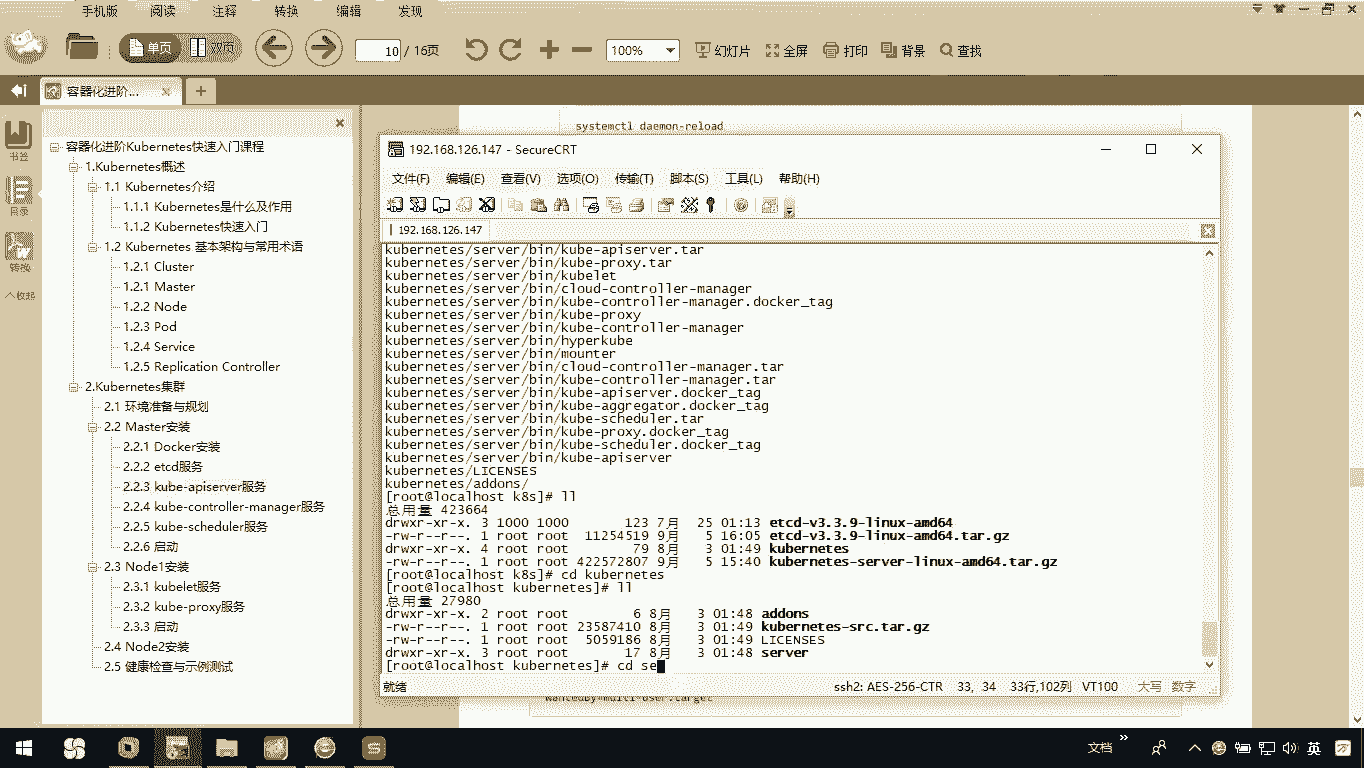 手机版 阅读 注释 转换 编辑 发现
单页 双页 10 / 16页 100% 幻灯片 全屏 打印 背景 查找
容器化进阶...
systemctl daemon-reload
书签
目录
转换
收起
容器化进阶Kubernetes快速入门课程
1.Kubernetes概述
1.1 Kubernetes介绍
1.1.1 Kubernetes是什么及作用
1.1.2 Kubernetes快速入门
1.2 Kubernetes 基本架构与常用术语
1.2.1 Cluster
1.2.1 Master
1.2.2 Node
1.2.3 Pod
1.2.4 Service
1.2.5 Replication Controller
2.Kubernetes集群
2.1 环境准备与规划
2.2 Master安装
2.2.1 Docker安装
2.2.2 etcd服务
2.2.3 kube-apiserver服务
2.2.4 kube-controller-manager服务
2.2.5 kube-scheduler服务
2.2.6 启动
2.3 Node1安装
2.3.1 kubelet服务
2.3.2 kube-proxy服务
2.3.3 启动
2.4 Node2安装
2.5 健康检查与示例测试
192.168.126.147 - SecureCRT
文件(F) 编辑(E) 查看(V) 选项(O) 传输(T) 脚本(S) 工具(L) 帮助(H)
192.168.126.147
kubernetes/server/bin/kube-apiserver.tar
kubernetes/server/bin/kube-proxy.tar
kubernetes/server/bin/kubelet
kubernetes/server/bin/cloud-controller-manager
kubernetes/server/bin/kube-controller-manager.docker_tag
kubernetes/server/bin/kube-proxy
kubernetes/server/bin/kube-controller-manager
kubernetes/server/bin/hyperkube
kubernetes/server/bin/mounter
kubernetes/server/bin/cloud-controller-manager.tar
kubernetes/server/bin/kube-controller-manager.tar
kubernetes/server/bin/kube-apiserver.docker_tag
kubernetes/server/bin/kube-aggregator.docker_tag
kubernetes/server/bin/kube-scheduler.tar
kubernetes/server/bin/kube-proxy.docker_tag
kubernetes/server/bin/kube-scheduler.docker_tag
kubernetes/server/bin/kube-apiserver
kubernetes/LICENSES
kubernetes/addons/
[root@localhost k8s]# ll
总用量 423664
drwxr-xr-x. 3 1000 1000 123 7月 25 01:13 etcd-v3.3.9-linux-amd64
-rw-r--r--. 1 root root 11254519 9月 5 16:05 etcd-v3.3.9-linux-amd64.tar.gz
drwxr-xr-x. 4 root root 79 8月 3 01:49 kubernetes
-rw-r--r--. 1 root root 422572807 9月 5 15:40 kubernetes-server-linux-amd64.tar.gz
[root@localhost k8s]# cd kubernetes
[root@localhost kubernetes]# ll
总用量 27980
drwxr-xr-x. 2 root root 6 8月 3 01:48 addons
-rw-r--r--. 1 root root 23587410 8月 3 01:49 kubernetes-src.tar.gz
-rw-r--r--. 1 root root 5059186 8月 3 01:49 LICENSES
drwxr-xr-x. 3 root root 17 8月 3 01:48 server
[root@localhost kubernetes]# cd se
就绪 ssh2: AES-256-CTR 33, 34 33行,102列 VT100 大写 数字
WantedBy=multi-user.target
文档 英